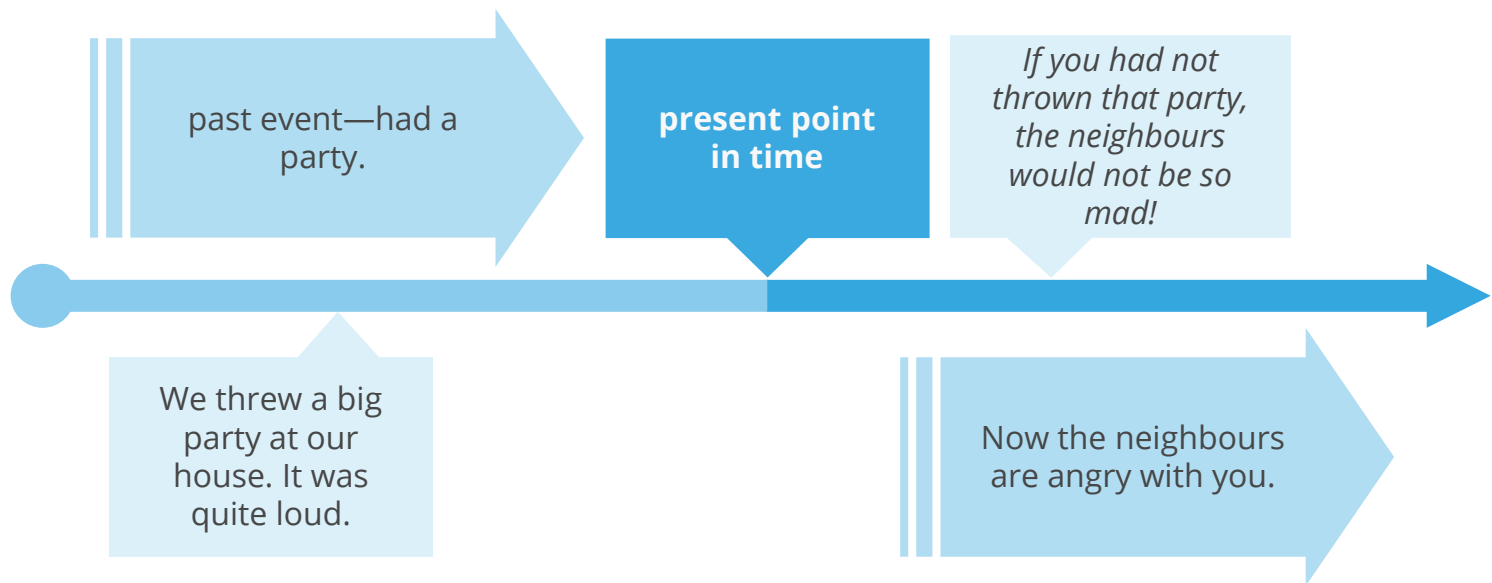 past event—had a
party.
present point
in time
If you had not
thrown that party,
the neighbours
would not be so
mad!
We threw a big
party at our
house. It was
quite loud.
Now the neighbours
are angry with you.